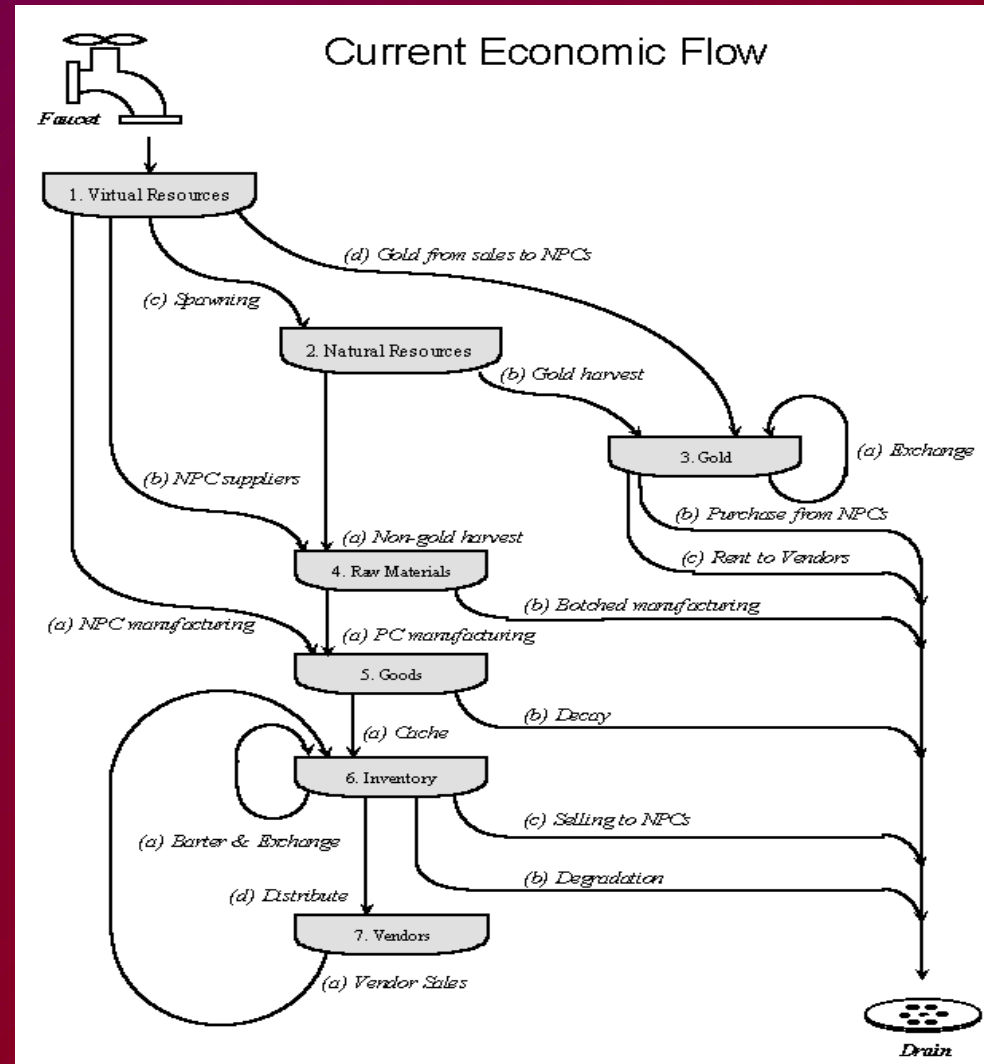 Current Economic Flow
Faucet
1. Virtual Resources
(d) Gold from sales to NPCs
(c) Spawning
2. Natural Resources
(b) Gold harvest
3. Gold
(a) Exchange
(b) NPC suppliers
(b) Purchase from NPCs
(a) Non-gold harvest
(c) Rent to Vendors
4. Raw Materials
(b) Botched manufacturing
(a) NPC manufacturing
(a) PC manufacturing
5. Goods
(b) Decay
(a) Cache
6. Inventory
(c) Selling to NPCs
(a) Barter & Exchange
(b) Degradation
(d) Distribute
7. Vendors
(a) Vendor Sales
Drain